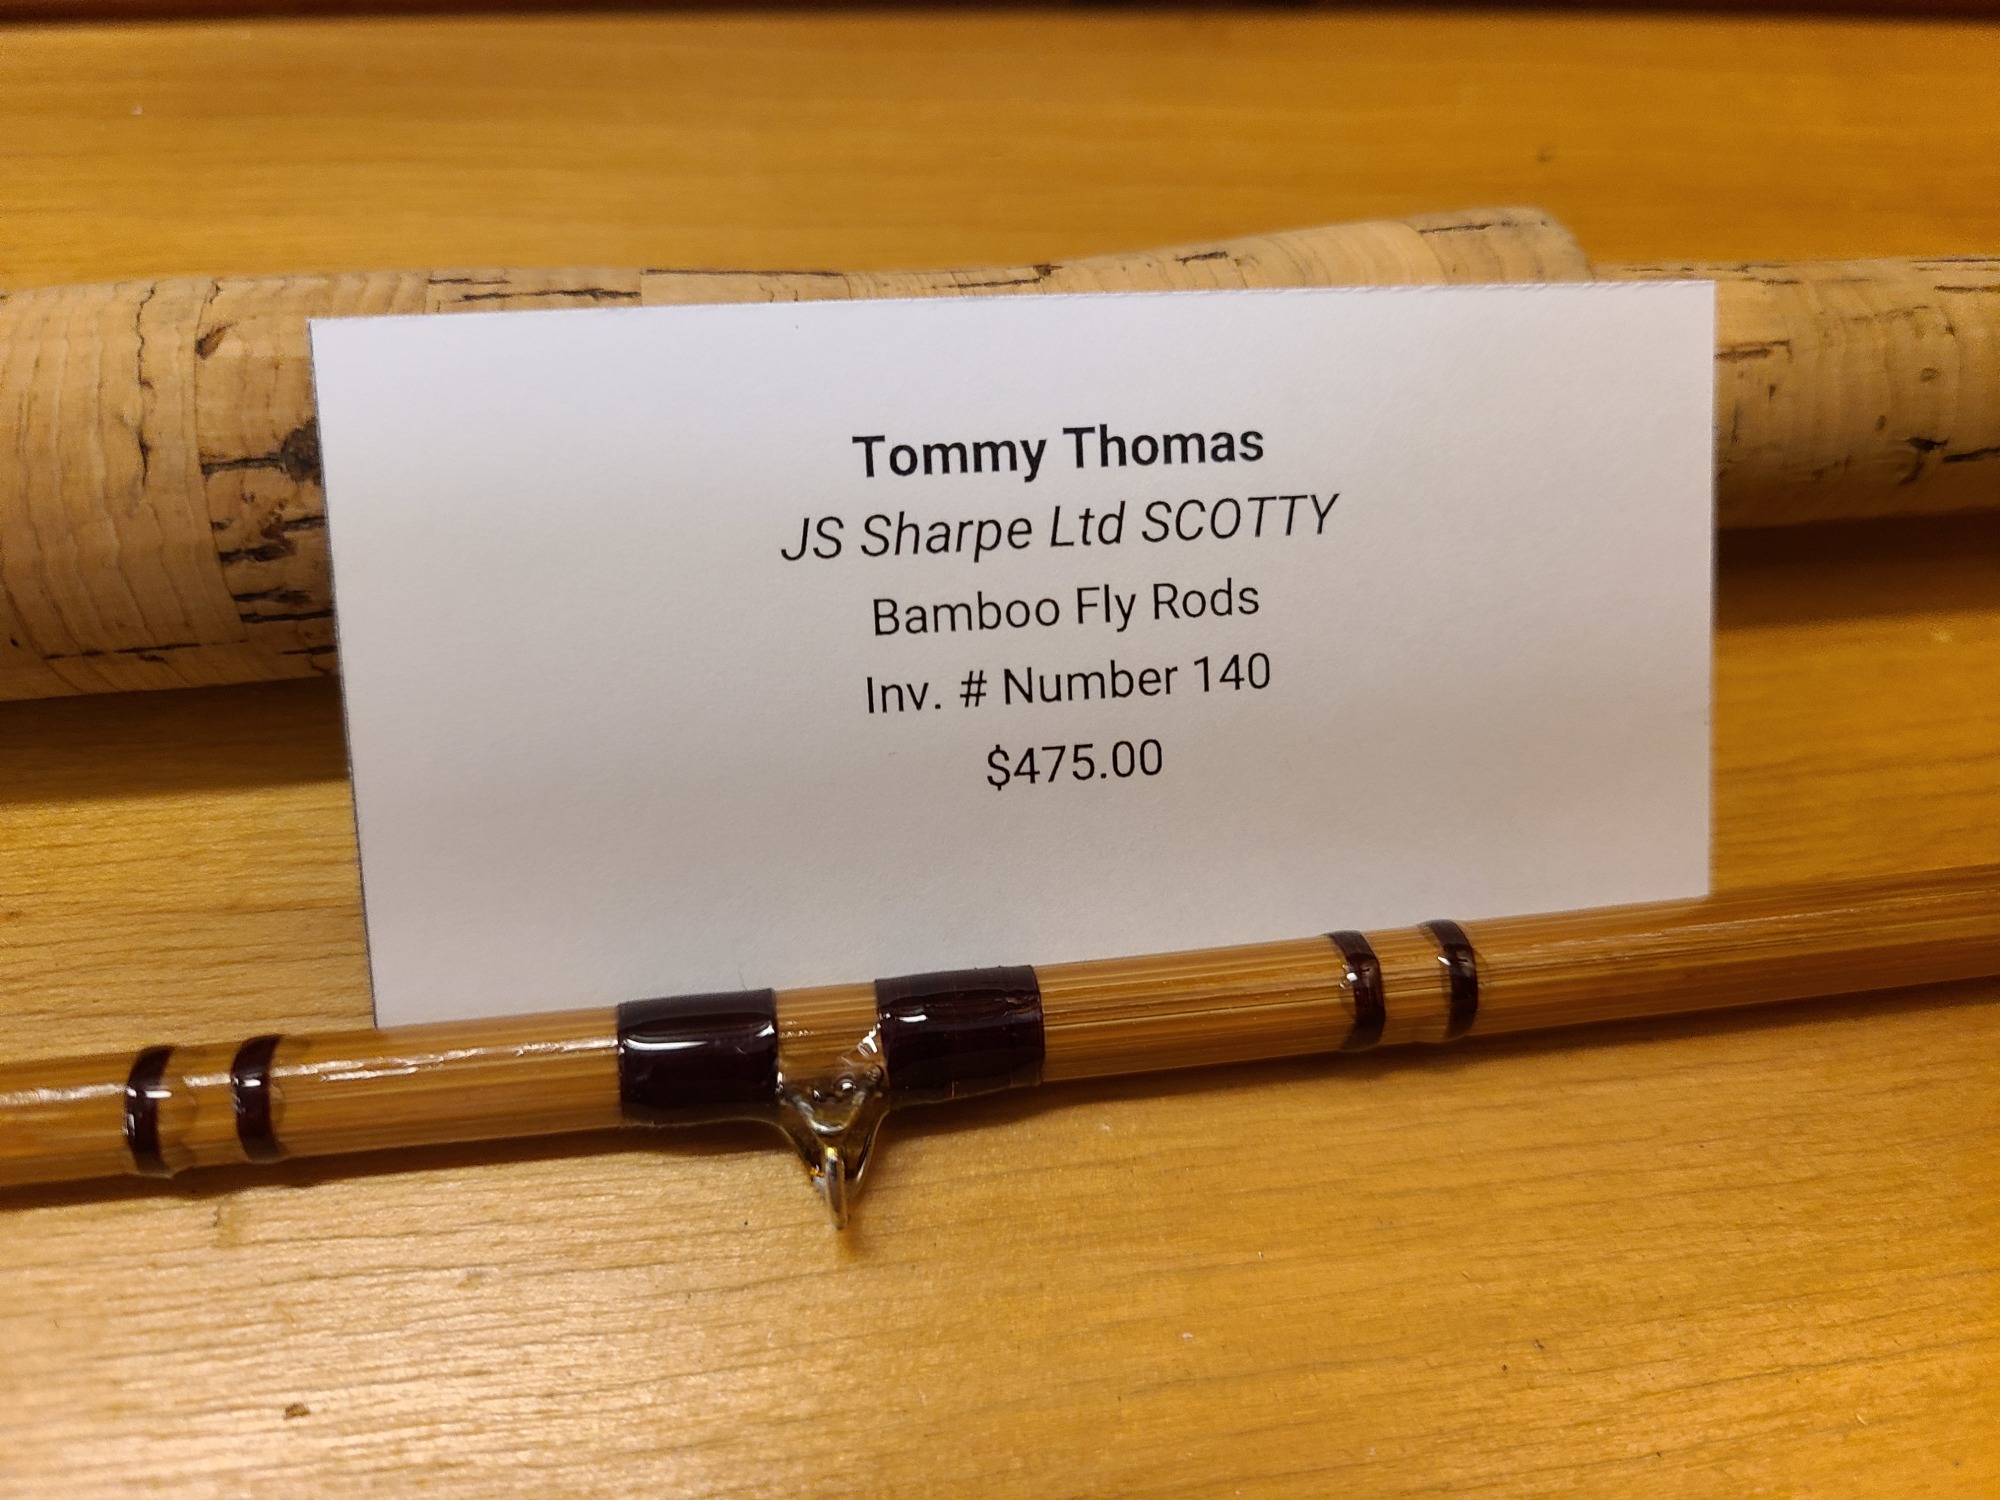 Tommy Thomas
JS Sharpe Ltd SCOTTY
Bamboo Fly Rods
Inv. # Number 140
$475.00